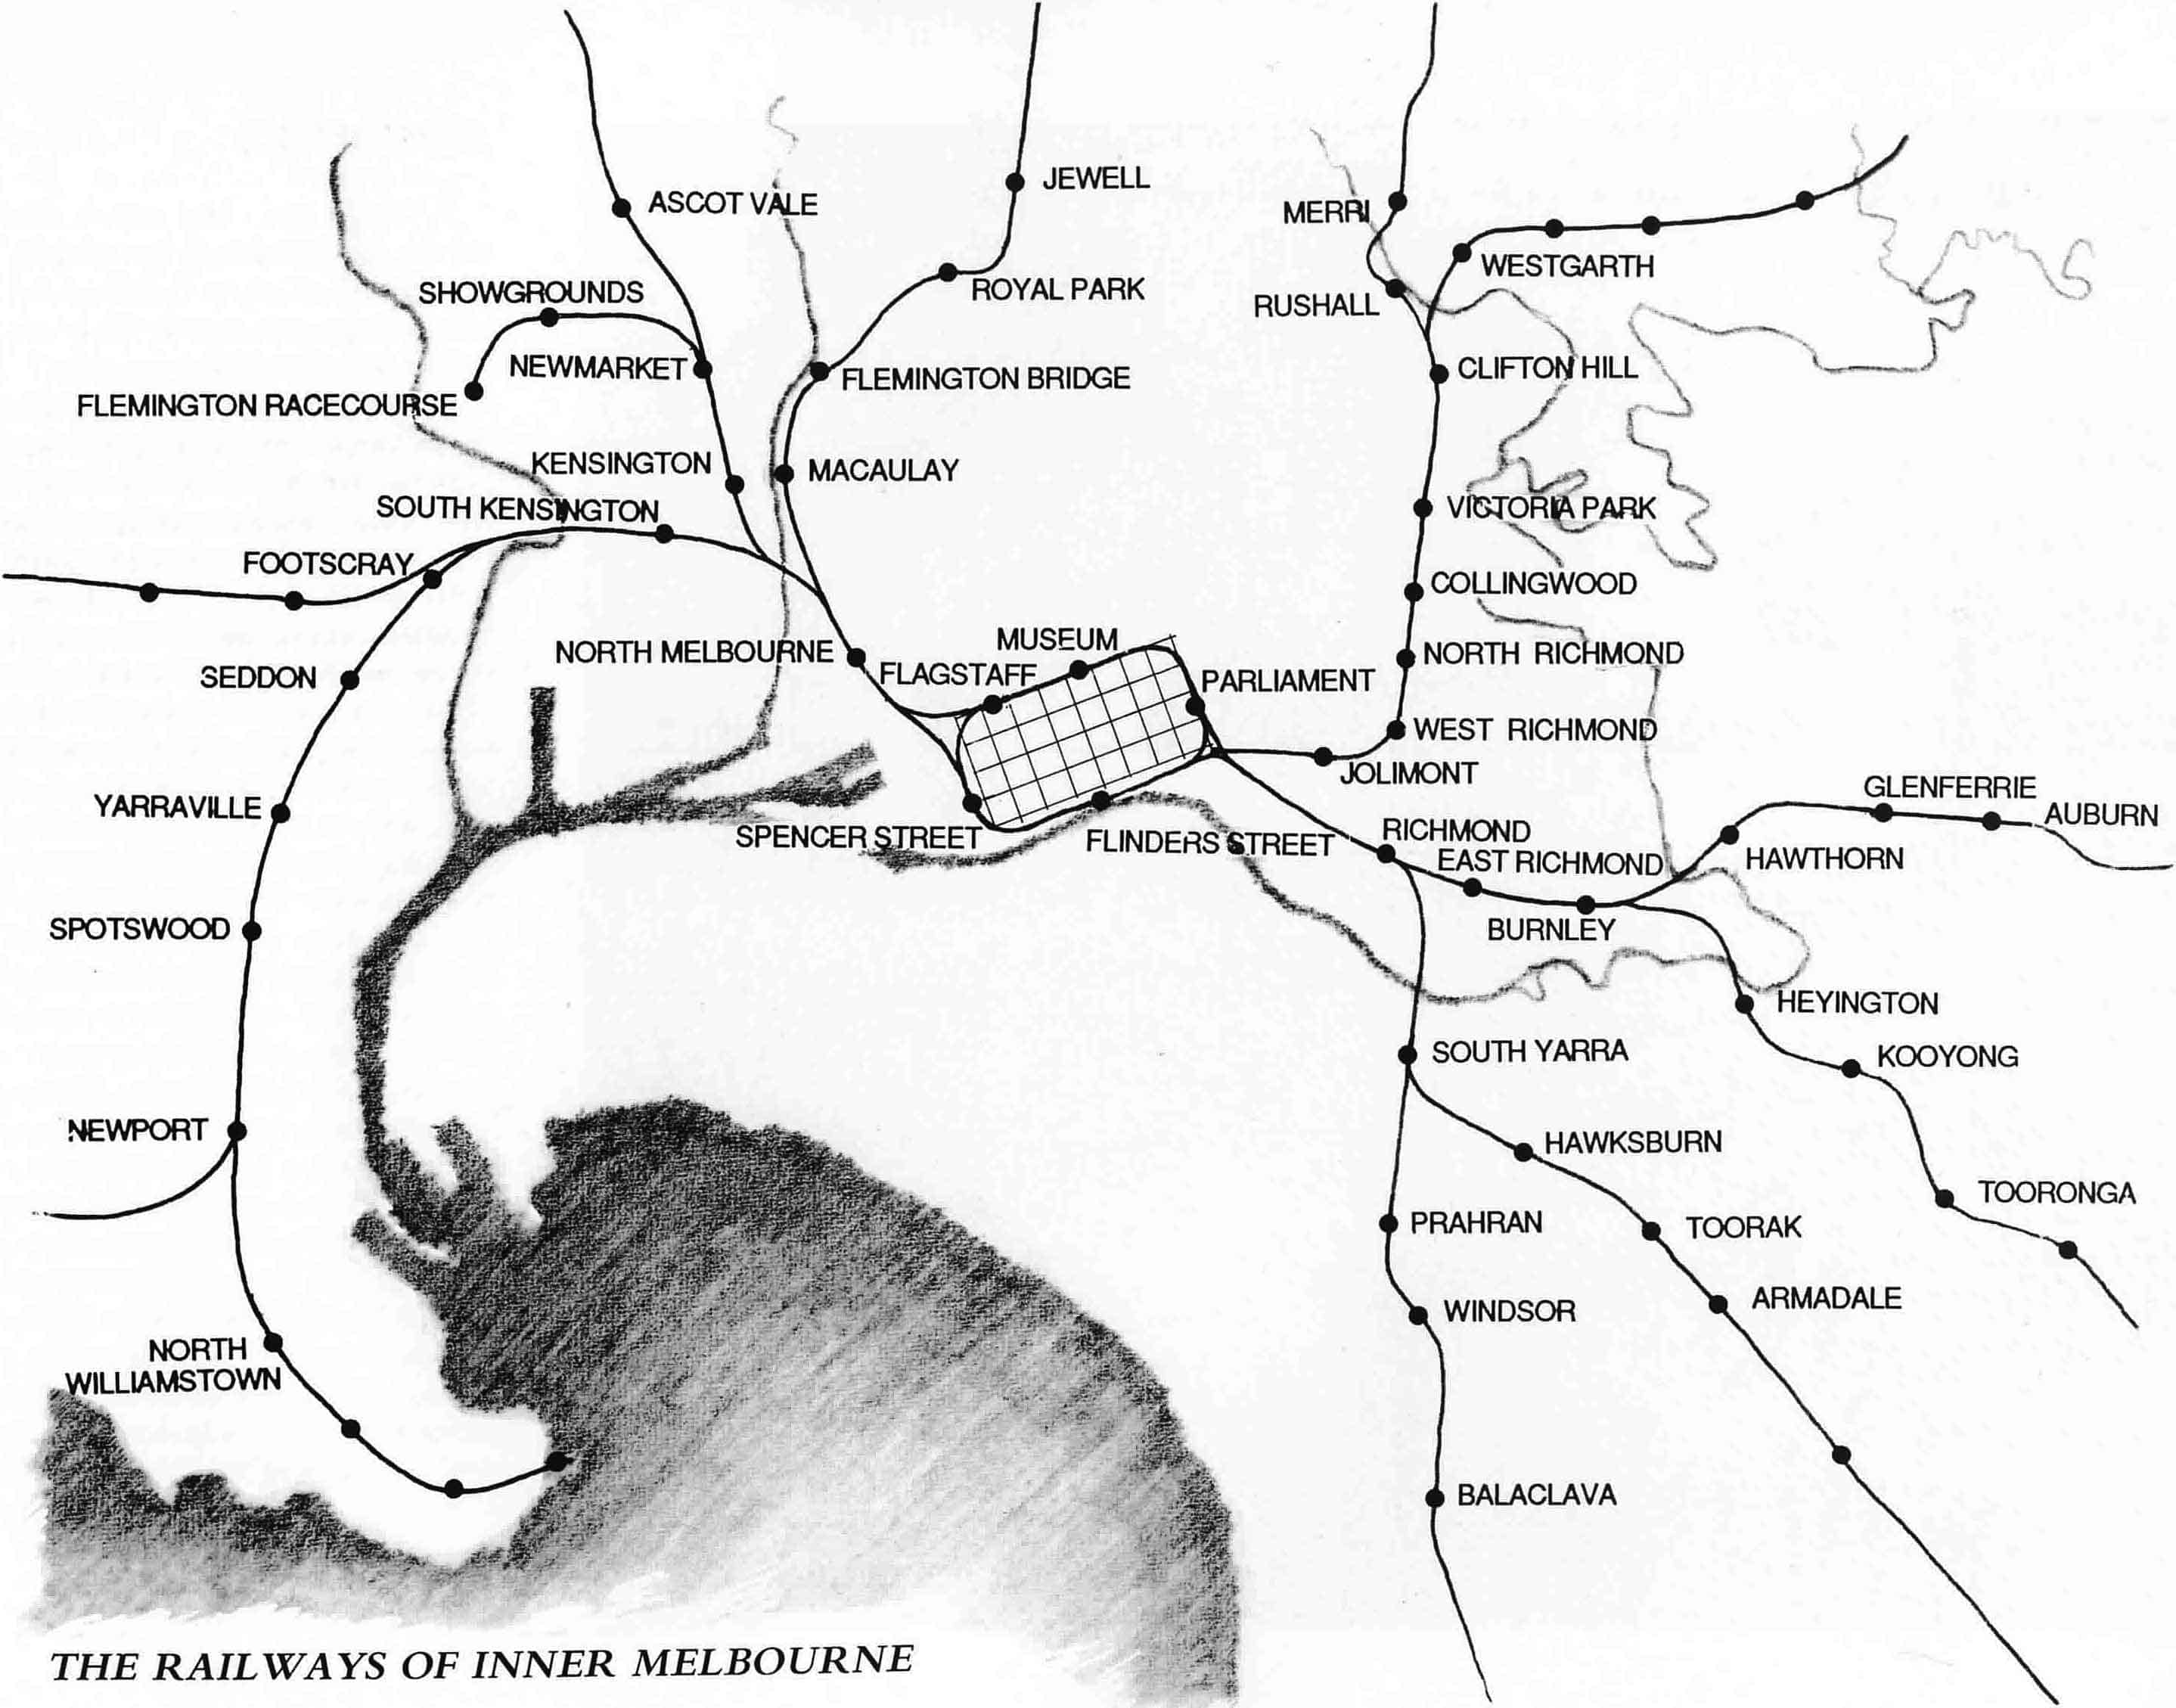 JEWELL
ASCOT VALE
MERRI
WESTGARTH
SHOWGROUNDS
ROYAL PARK
RUSHALL
NEWMARKET
FLEMINGTON BRIDGE
CLIFTON HILL
FLEMINGTON RACECOURSE
KENSINGTON
MACAULAY
SOUTH KENSINGTON
VICTORIA PARK
FOOTSCRAY
COLLINGWOOD
NORTH MELBOURNE
MUSEUM
NORTH RICHMOND
SEDDON
FLAGSTAFF
PARLIAMENT
WEST RICHMOND
JOLIMONT
GLENFERRIE
YARRAVILLE
AUBURN
SPENCER STREET
FLINDERS STREET
RICHMOND
EAST RICHMOND
HAWTHORN
SPOTSWOOD
BURNLEY
HEYINGTON
SOUTH YARRA
KOOYONG
NEWPORT
HAWKSBURN
TOORONGA
PRAHRAN
TOORAK
ARMADALE
WINDSOR
NORTH
WILLIAMSTOWN
BALACLAVA
THE RAILWAYS OF INNER MELBOURNE